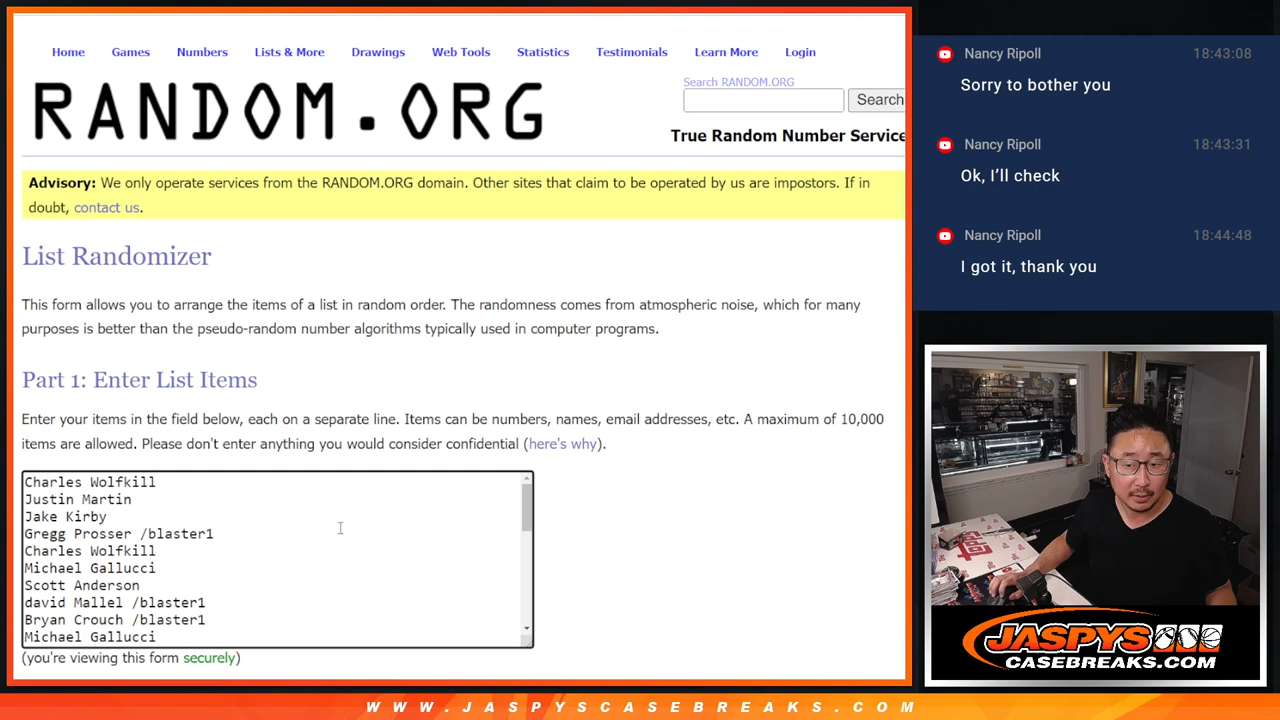 Home Games Numbers Lists & More Drawings Web Tools Statistics Testimonials Learn More Login
RANDOM.ORG
Search RANDOM.ORG
Search
True Random Number Service
Advisory: We only operate services from the RANDOM.ORG domain. Other sites that claim to be operated by us are impostors. If in
doubt, contact us.
List Randomizer
This form allows you to arrange the items of a list in random order. The randomness comes from atmospheric noise, which for many
purposes is better than the pseudo-random number algorithms typically used in computer programs.
Part 1: Enter List Items
Enter your items in the field below, each on a separate line. Items can be numbers, names, email addresses, etc. A maximum of 10,000
items are allowed. Please don't enter anything you would consider confidential (here's why).
Charles Wolfkill
Justin Martin
Jake Kirby
Gregg Prosser /blaster1
Charles Wolfkill
Michael Gallucci
Scott Anderson
david Mallel /blaster1
Bryan Crouch /blaster1
Michael Gallucci
(you're viewing this form securely)
Nancy Ripoll 18:43:08
Sorry to bother you
Nancy Ripoll 18:43:31
Ok, I’ll check
Nancy Ripoll 18:44:48
I got it, thank you
topps
JASPYS
CASEBREAKS.COM
WWW.JASPYSCASEBREAKS.COM